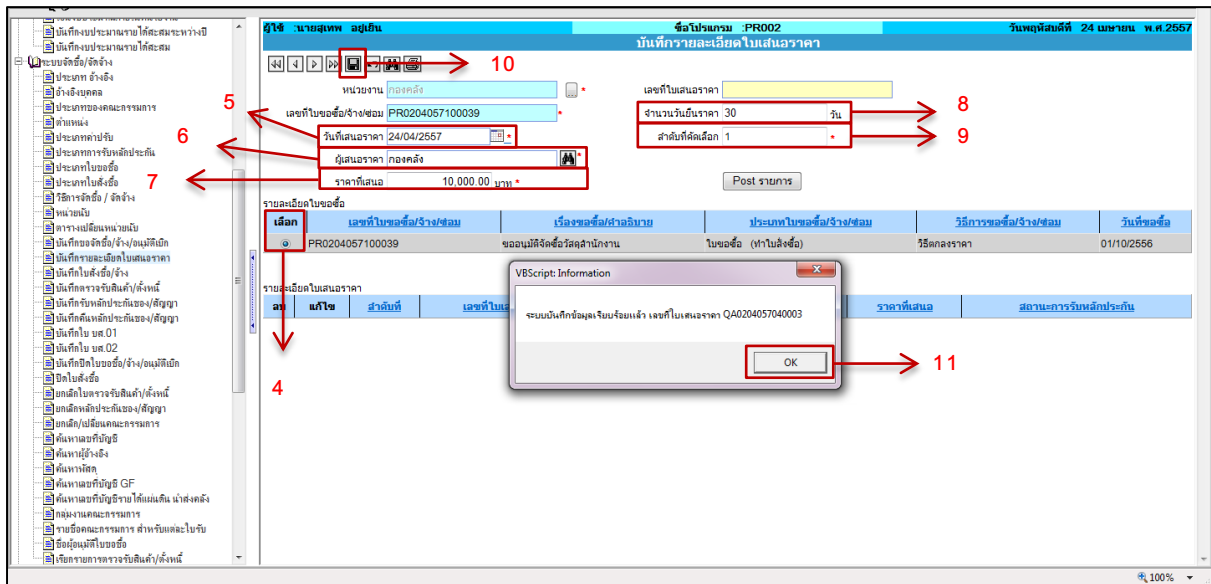 บันทึกงบประมาณรายได้สะสมระหว่างปี
บันทึกงบประมาณรายได้สะสม
ระบบจัดซื้อ/จัดจ้าง
ประเภท อ้างอิง
อ้างอิงบุคคล
ประเภทของคณะกรรมการ
ตำแหน่ง
ประเภทค่าปรับ
ประเภทการรับหลักประกัน
ประเภทใบขอซื้อ
ประเภทใบสั่งซื้อ
วิธีการจัดซื้อ / จัดจ้าง
หน่วยนับ
ตารางเปลี่ยนหน่วยนับ
บันทึกขอจัดซื้อ/จ้าง/อนุมัติเบิก
บันทึกรายละเอียดใบเสนอราคา
บันทึกใบสั่งซื้อ/จ้าง
บันทึกตรวจรับสินค้า/ตั้งหนี้
บันทึกรับหลักประกันซอง/สัญญา
บันทึกคืนหลักประกันซอง/สัญญา
บันทึกใบ บศ.01
บันทึกใบ บศ.02
บันทึกปิดใบขอซื้อ/จ้าง/อนุมัติเบิก
ปิดใบสั่งซื้อ
ยกเลิกใบตรวจรับสินค้า/ตั้งหนี้
ยกเลิกหลักประกันซอง/สัญญา
ยกเลิก/เปลี่ยนคณะกรรมการ
ค้นหาเลขที่บัญชี
ค้นหาผู้อ้างอิง
ค้นหาพัสดุ
ค้นหาเลขที่บัญชี GF
ค้นหาเลขที่บัญชีรายได้แผ่นดิน นำส่งคลัง
กลุ่มงานคณะกรรมการ
รายชื่อคณะกรรมการ สำหรับแต่ละใบรับ
ชื่อผู้อนุมัติใบขอซื้อ
เรียกรายการตรวจรับสินค้า/ตั้งหนี้
ผู้ใช้ :นายสุเทพ อยู่เย็น ชื่อโปรแกรม :PR002 วันพฤหัสบดีที่ 24 เมษายน พ.ศ.2557
บันทึกรายละเอียดใบเสนอราคา
10
หน่วยงาน กองคลัง ... * เลขที่ใบเสนอราคา
5 เลขที่ใบขอซื้อ/จ้าง/ซ่อม PR0204057100039 * จำนวนวันยืนราคา 30 วัน 8
6 วันที่เสนอราคา 24/04/2557 * ลำดับที่คัดเลือก 1 * 9
ผู้เสนอราคา กองคลัง *
7 ราคาที่เสนอ 10,000.00 บาท * Post รายการ
รายละเอียดใบขอซื้อ
เลือก เลขที่ใบขอซื้อ/จ้าง/ซ่อม เรื่องขอซื้อ/คำอธิบาย ประเภทใบขอซื้อ/จ้าง/ซ่อม วิธีการขอซื้อ/จ้าง/ซ่อม วันที่ขอซื้อ
PR0204057100039 ขออนุมัติจัดซื้อวัสดุสำนักงาน ใบขอซื้อ (ทำใบสั่งซื้อ) วิธีตกลงราคา 01/10/2556
VBScript: Information
รายละเอียดใบเสนอราคา
ลบ แก้ไข ลำดับที่ ราคาที่เสนอ สถานะการรับหลักประกัน
ระบบบันทึกข้อมูลเรียบร้อยแล้ว เลขที่ใบเสนอราคา QA0204057040003
OK 11
4
100%